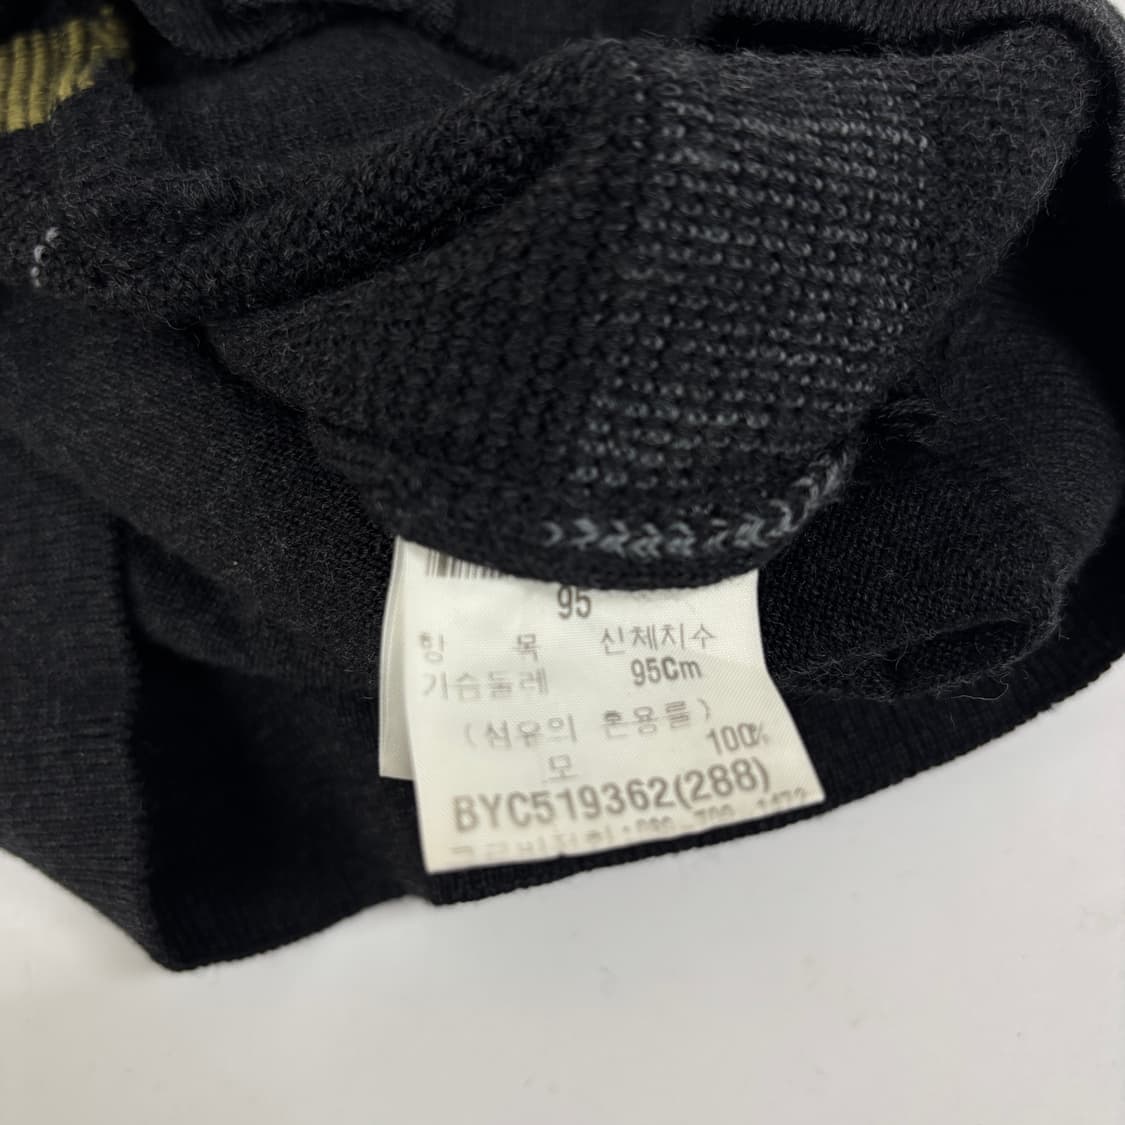 95
항 목 신체치수
가슴둘레 95Cm
(섬유의 혼용률)
모 100%
BYC519362(288)